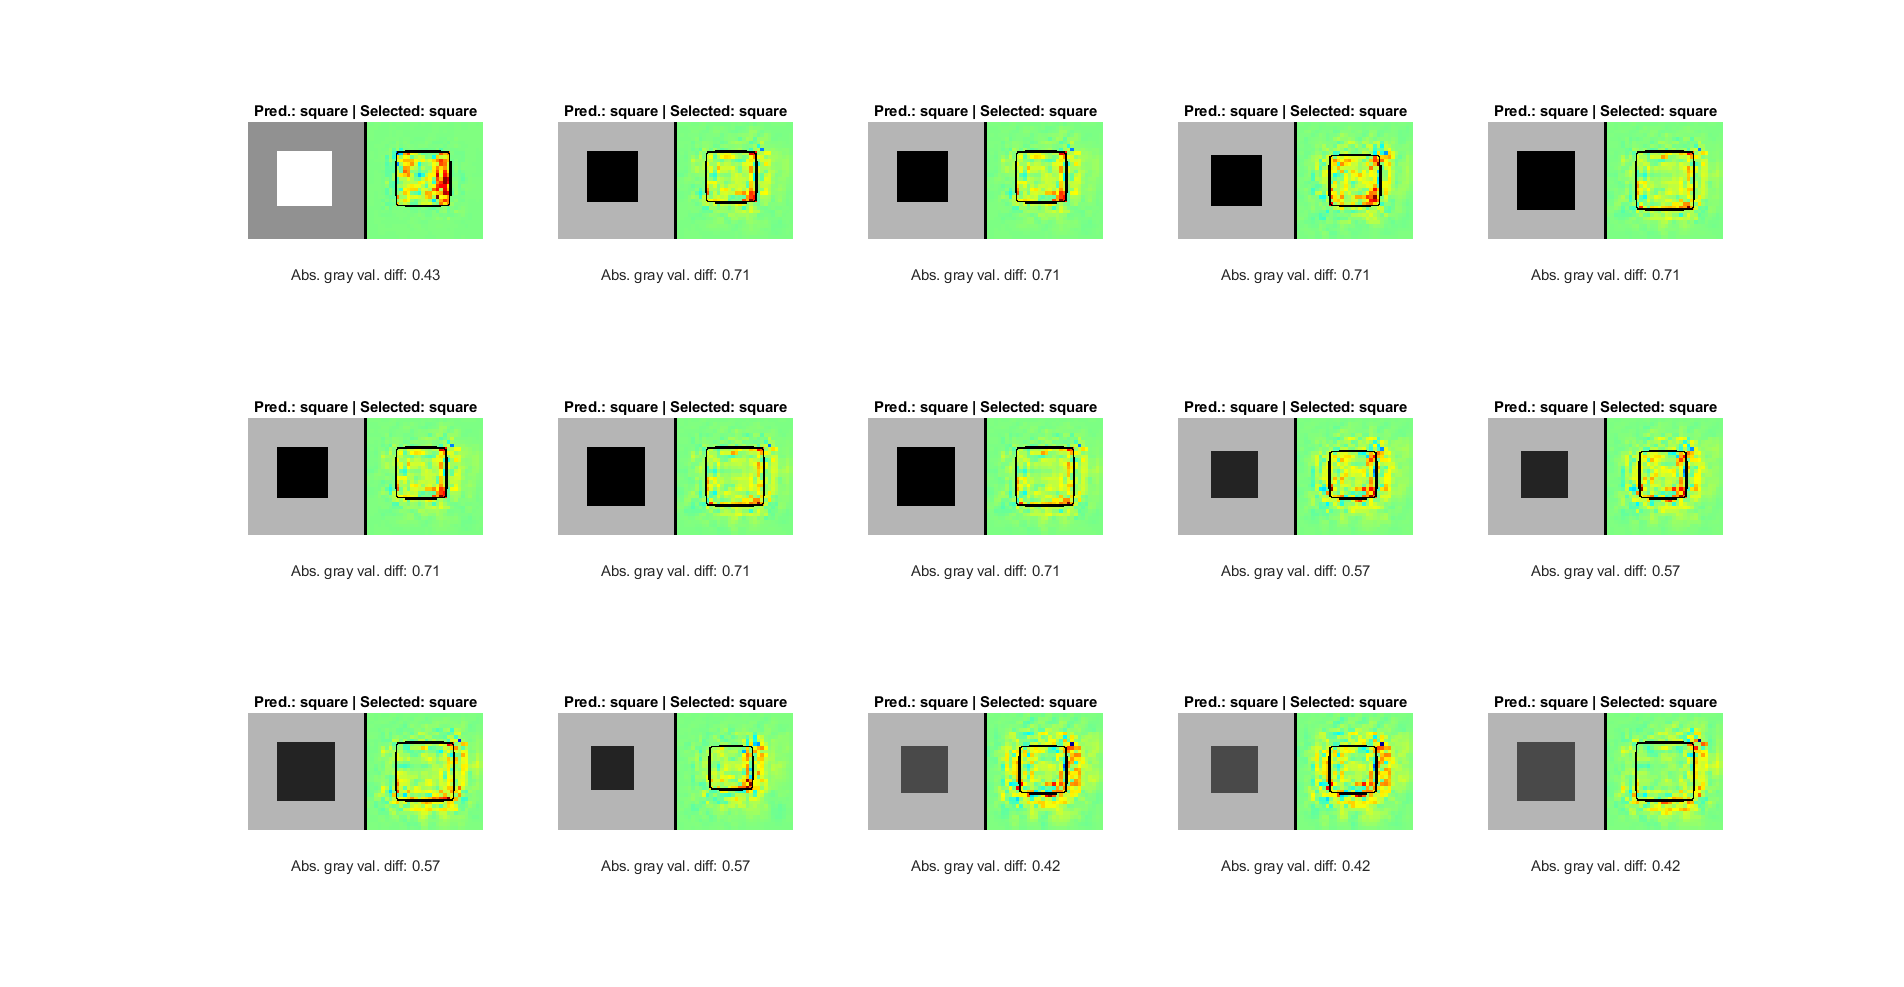 Pred.: square | Selected: square
Pred.: square | Selected: square
Pred.: square | Selected: square
Pred.: square | Selected: square
Pred.: square | Selected: square
Abs. gray val. diff: 0.43
Abs. gray val. diff: 0.71
Abs. gray val. diff: 0.71
Abs. gray val. diff: 0.71
Abs. gray val. diff: 0.71
Pred.: square | Selected: square
Pred.: square | Selected: square
Pred.: square | Selected: square
Pred.: square | Selected: square
Pred.: square | Selected: square
Abs. gray val. diff: 0.71
Abs. gray val. diff: 0.71
Abs. gray val. diff: 0.71
Abs. gray val. diff: 0.57
Abs. gray val. diff: 0.57
Pred.: square | Selected: square
Pred.: square | Selected: square
Pred.: square | Selected: square
Pred.: square | Selected: square
Pred.: square | Selected: square
Abs. gray val. diff: 0.57
Abs. gray val. diff: 0.57
Abs. gray val. diff: 0.42
Abs. gray val. diff: 0.42
Abs. gray val. diff: 0.42